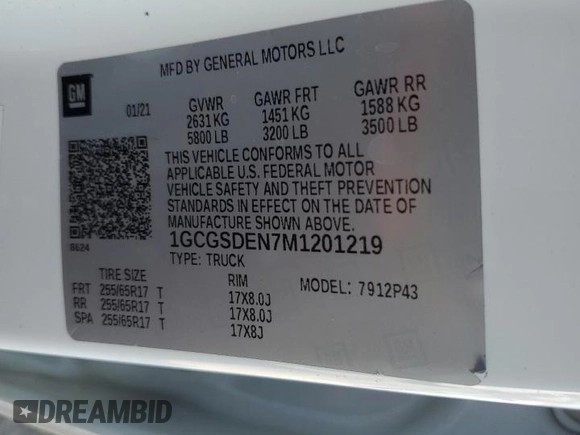 MFD BY GENERAL MOTORS LLC
GM
01/21
GVWR
2631 KG
5800 LB
GAWR FRT
1451 KG
3200 LB
GAWR RR
1588 KG
3500 LB
THIS VEHICLE CONFORMS TO ALL
APPLICABLE U.S. FEDERAL MOTOR
VEHICLE SAFETY AND THEFT PREVENTION
STANDARDS IN EFFECT ON THE DATE OF
MANUFACTURE SHOWN ABOVE.
8624
1GCGSDEN7M1201219
TYPE: TRUCK
TIRE SIZE
RIM
MODEL: 7912P43
FRT 255/65R17 T 17X8.0J
RR 255/65R17 T 17X8.0J
SPA 255/65R17 T 17X8J
DREAMBID